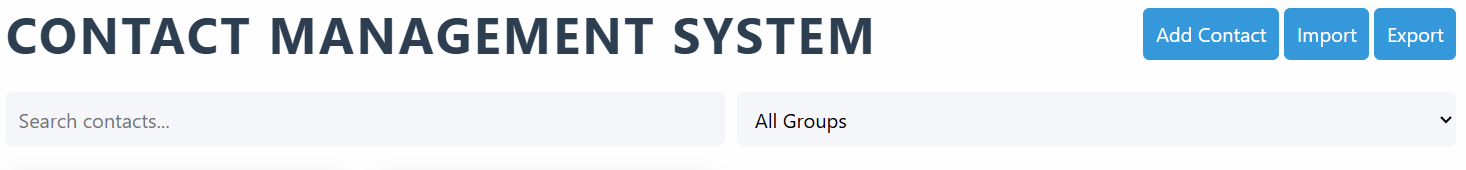 CONTACT MANAGEMENT SYSTEM
Add Contact Import Export
Search contacts...
All Groups